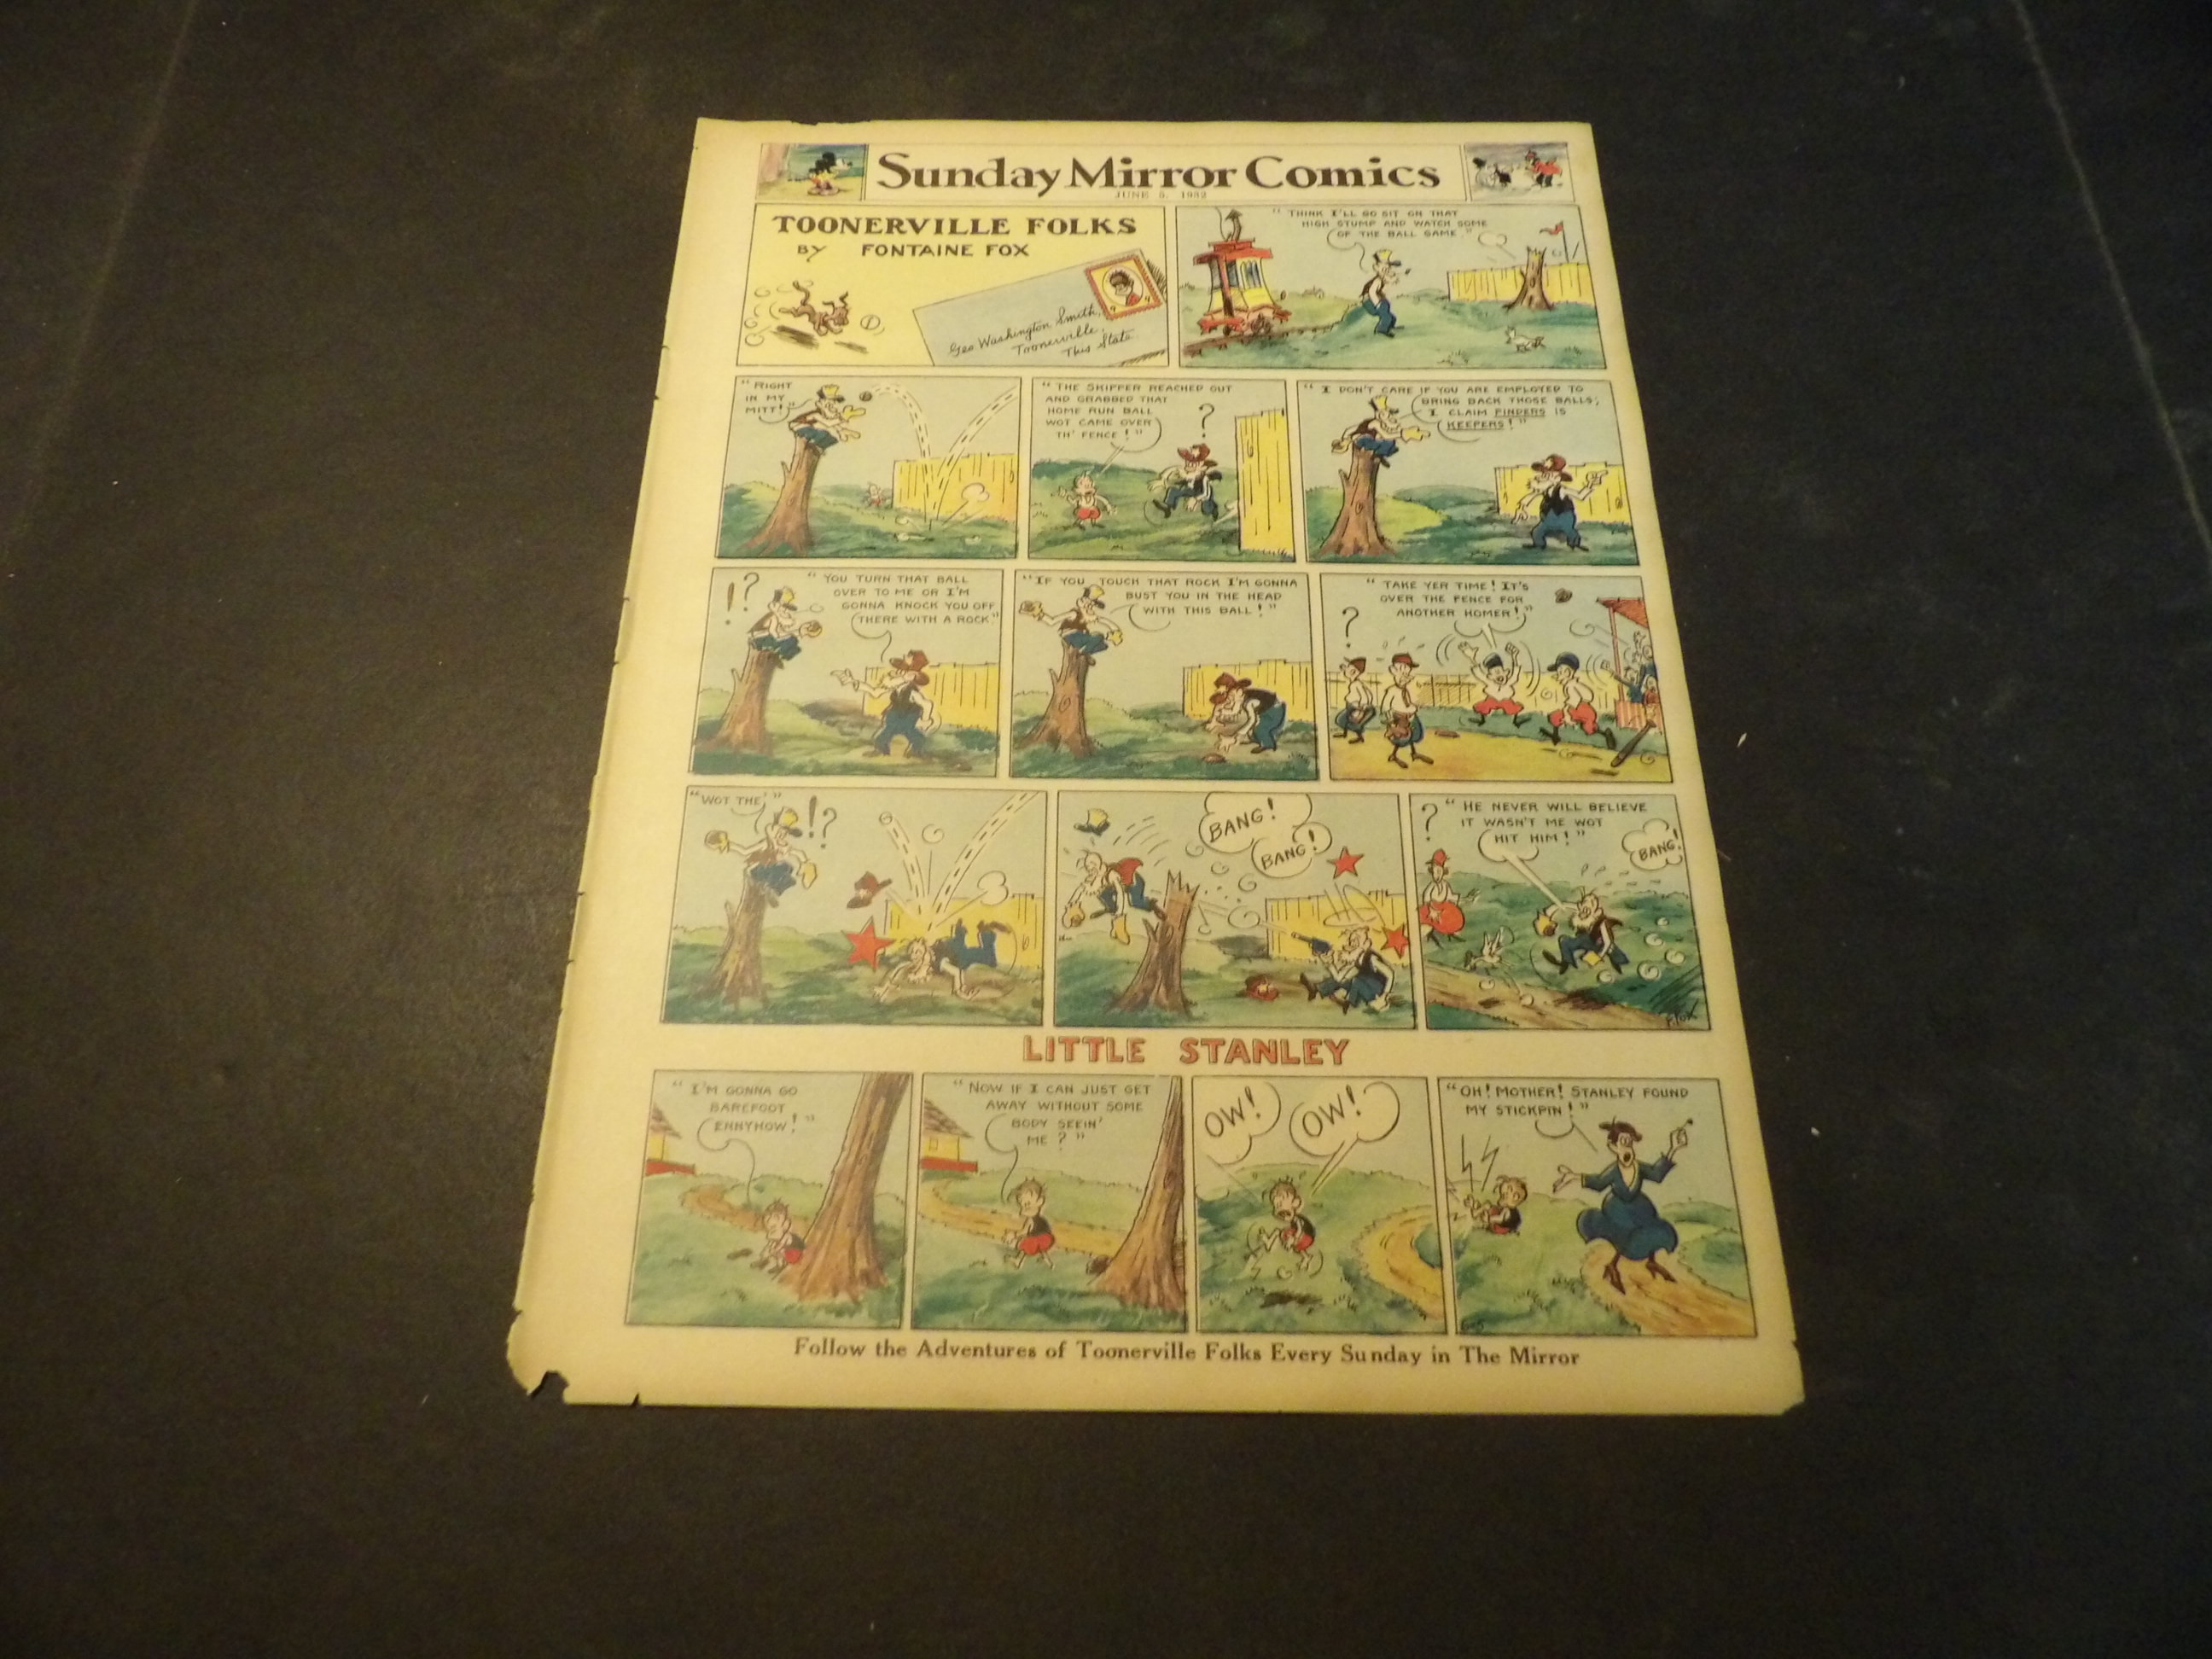 Sunday Mirror Comics
JUNE 5, 1932
TOONERVILLE FOLKS
BY FONTAINE FOX
Geo Washington Smith,
Toonerville,
This State
"THINK I'LL GO SIT ON THAT
HIGH STUMP AND WATCH SOME
OF THE BALL GAME."
"RIGHT
IN MY
MITT!"
"THE SKIPPER REACHED OUT
AND GRABBED THAT
HOME RUN BALL
WOT CAME OVER
TH' FENCE!"
?
"I DON'T CARE IF YOU ARE EMPLOYED TO
BRING BACK THOSE BALLS,
I CLAIM FINDERS IS
KEEPERS!"
!?
"YOU TURN THAT BALL
OVER TO ME OR I'M
GONNA KNOCK YOU OFF
THERE WITH A ROCK"
"IF YOU TOUCH THAT ROCK I'M GONNA
BUST YOU IN THE HEAD
WITH THIS BALL!"
?
"TAKE YER TIME! IT'S
OVER THE FENCE FOR
ANOTHER HOMER!"
"WOT THE'"
!?
BANG!
BANG!
?
"HE NEVER WILL BELIEVE
IT WASN'T ME WOT
HIT HIM!"
BANG!
F. FOX
LITTLE STANLEY
"I'M GONNA GO
BAREFOOT
ENNYHOW!"
"NOW IF I CAN JUST GET
AWAY WITHOUT SOME
BODY SEEIN'
ME?"
OW!
OW!
"OH! MOTHER! STANLEY FOUND
MY STICKPIN!"
Follow the Adventures of Toonerville Folks Every Sunday in The Mirror